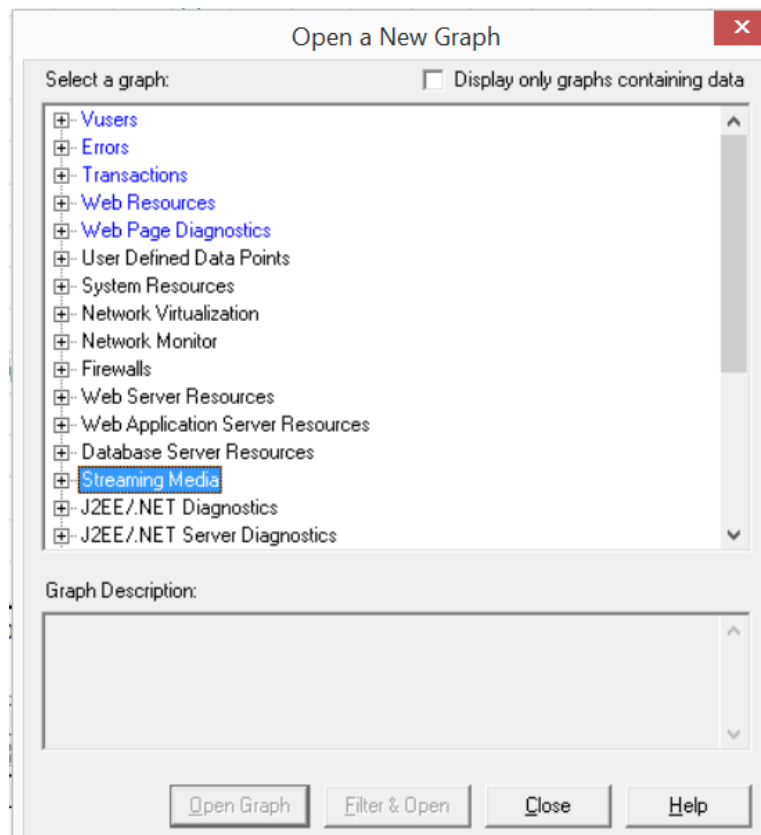 Open a New Graph
Select a graph:
Display only graphs containing data
Vusers
Errors
Transactions
Web Resources
Web Page Diagnostics
User Defined Data Points
System Resources
Network Virtualization
Network Monitor
Firewalls
Web Server Resources
Web Application Server Resources
Database Server Resources
Streaming Media
J2EE/.NET Diagnostics
J2EE/.NET Server Diagnostics
Graph Description:
Open Graph
Filter & Open
Close
Help